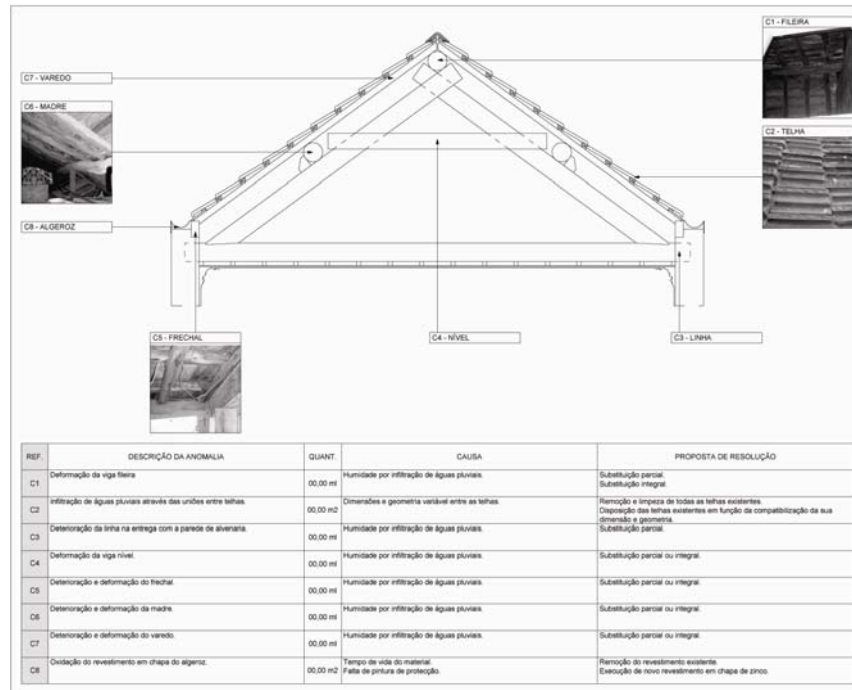 C1 - FILEIRA
C7 - VAREDO
C6 - MADRE
C2 - TELHA
C8 - ALGEROZ
C5 - FRECHAL
C4 - NÍVEL
C3 - LINHA
REF. DESCRIÇÃO DA ANOMALIA QUANT. CAUSA PROPOSTA DE RESOLUÇÃO
C1 Deformação da viga fileira 00,00 ml Humidade por infiltração de águas pluviais. Substituição parcial.
Substituição integral.
C2 Infiltração de águas pluviais através das uniões entre telhas. 00,00 m2 Dimensões e geometria variável entre as telhas. Remoção e limpeza de todas as telhas existentes.
Disposição das telhas existentes em função da compatibilização da sua
dimensão e geometria.
C3 Deterioração da linha na entrega com a parede de alvenaria. 00,00 ml Humidade por infiltração de águas pluviais. Substituição parcial.
C4 Deformação da viga nível. 00,00 ml Humidade por infiltração de águas pluviais. Substituição parcial ou integral.
C5 Deterioração e deformação do frechal. 00,00 ml Humidade por infiltração de águas pluviais. Substituição parcial ou integral.
C6 Deterioração e deformação da madre. 00,00 ml Humidade por infiltração de águas pluviais. Substituição parcial ou integral.
C7 Deterioração e deformação do varedo. 00,00 ml Humidade por infiltração de águas pluviais. Substituição parcial ou integral.
C8 Oxidação do revestimento em chapa do algeroz. 00,00 m2 Tempo de vida do material. Remoção do revestimento existente.
Falta de pintura de protecção. Execução de novo revestimento em chapa de zinco.